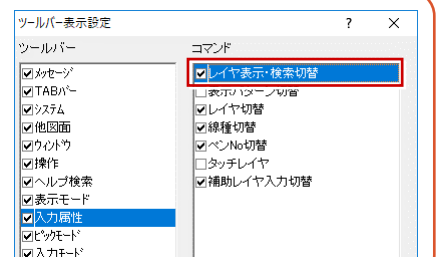 ツールバー表示設定
ツールバー
コマンド
ﾒｯｾｰｼﾞ
TABﾊﾞｰ
ｼｽﾃﾑ
他図面
ｳｨﾝﾄﾞｳ
操作
ヘルプ検索
表示モード
入力属性
ﾋﾟｯｸﾓｰﾄﾞ
入力ﾓｰﾄﾞ
レイヤ表示・検索切替
表示パターン切替
レイヤ切替
線種切替
ペンNo切替
タッチレイヤ
補助レイヤ入力切替